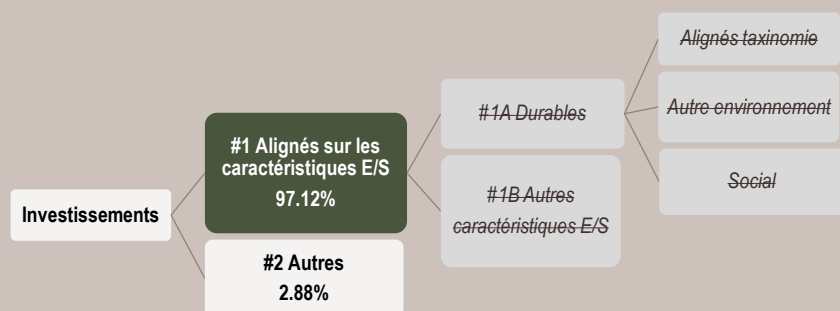 Investissements
#1 Alignés sur les
caractéristiques E/S
97.12%
#2 Autres
2.88%
#1A Durables
#1B Autres
caractéristiques E/S
Alignés taxinomie
Autre environnement
Social